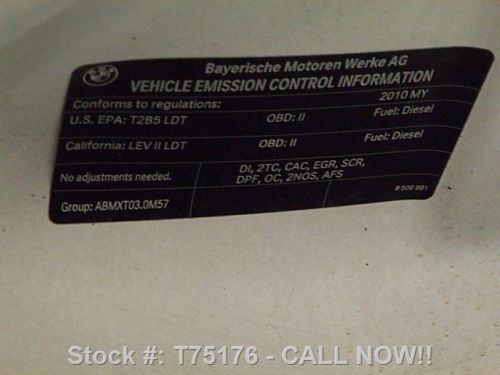 Bayerische Motoren Werke AG
VEHICLE EMISSION CONTROL INFORMATION
Conforms to regulations: 2010 MY
U.S. EPA: T2B5 LDT OBD: II Fuel: Diesel
California: LEV II LDT OBD: II Fuel: Diesel
No adjustments needed. DI, 2TC, CAC, EGR, SCR,
DPF, OC, 2NOS, AFS
8 509 991
Group: ABMXT03.0M57
Stock #: T75176 - CALL NOW!!